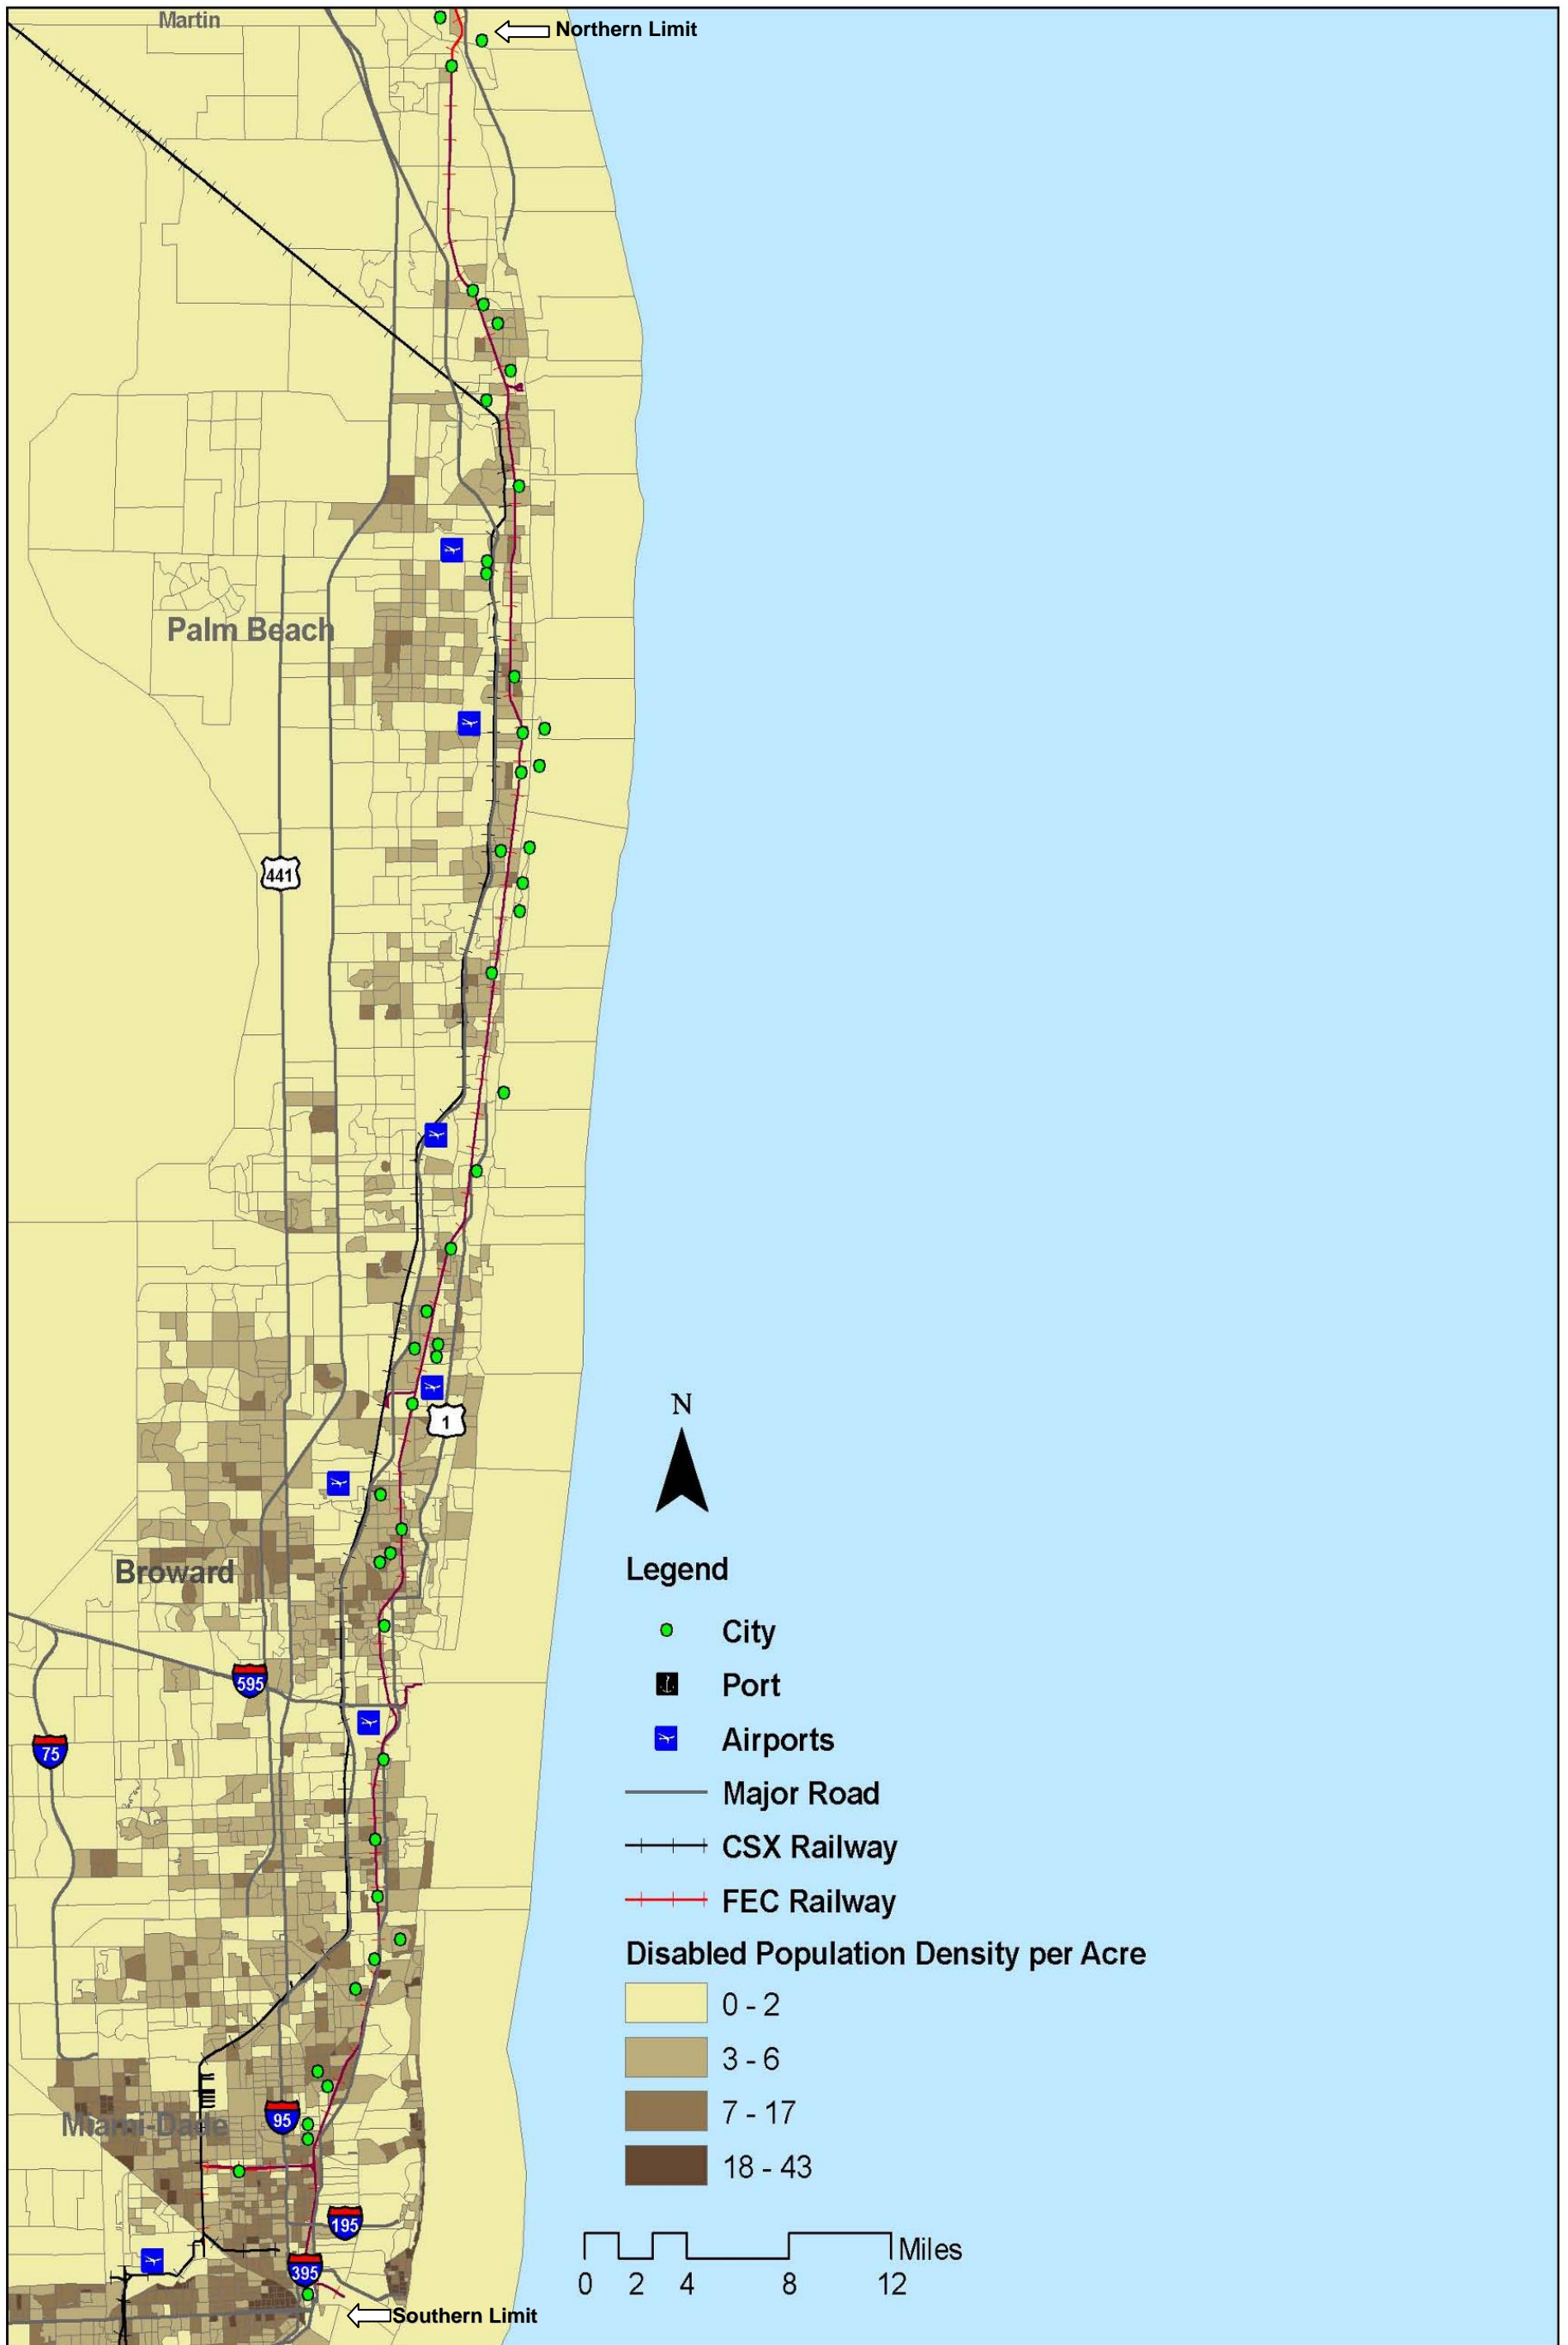 Martin
Northern Limit
Palm Beach
441
1
N
Broward
Legend
City
Port
595
Airports
75
Major Road
CSX Railway
FEC Railway
Disabled Population Density per Acre
0 - 2
3 - 6
7 - 17
95
Miami-Dade
18 - 43
195
Miles
395
0 2 4 8 12
Southern Limit